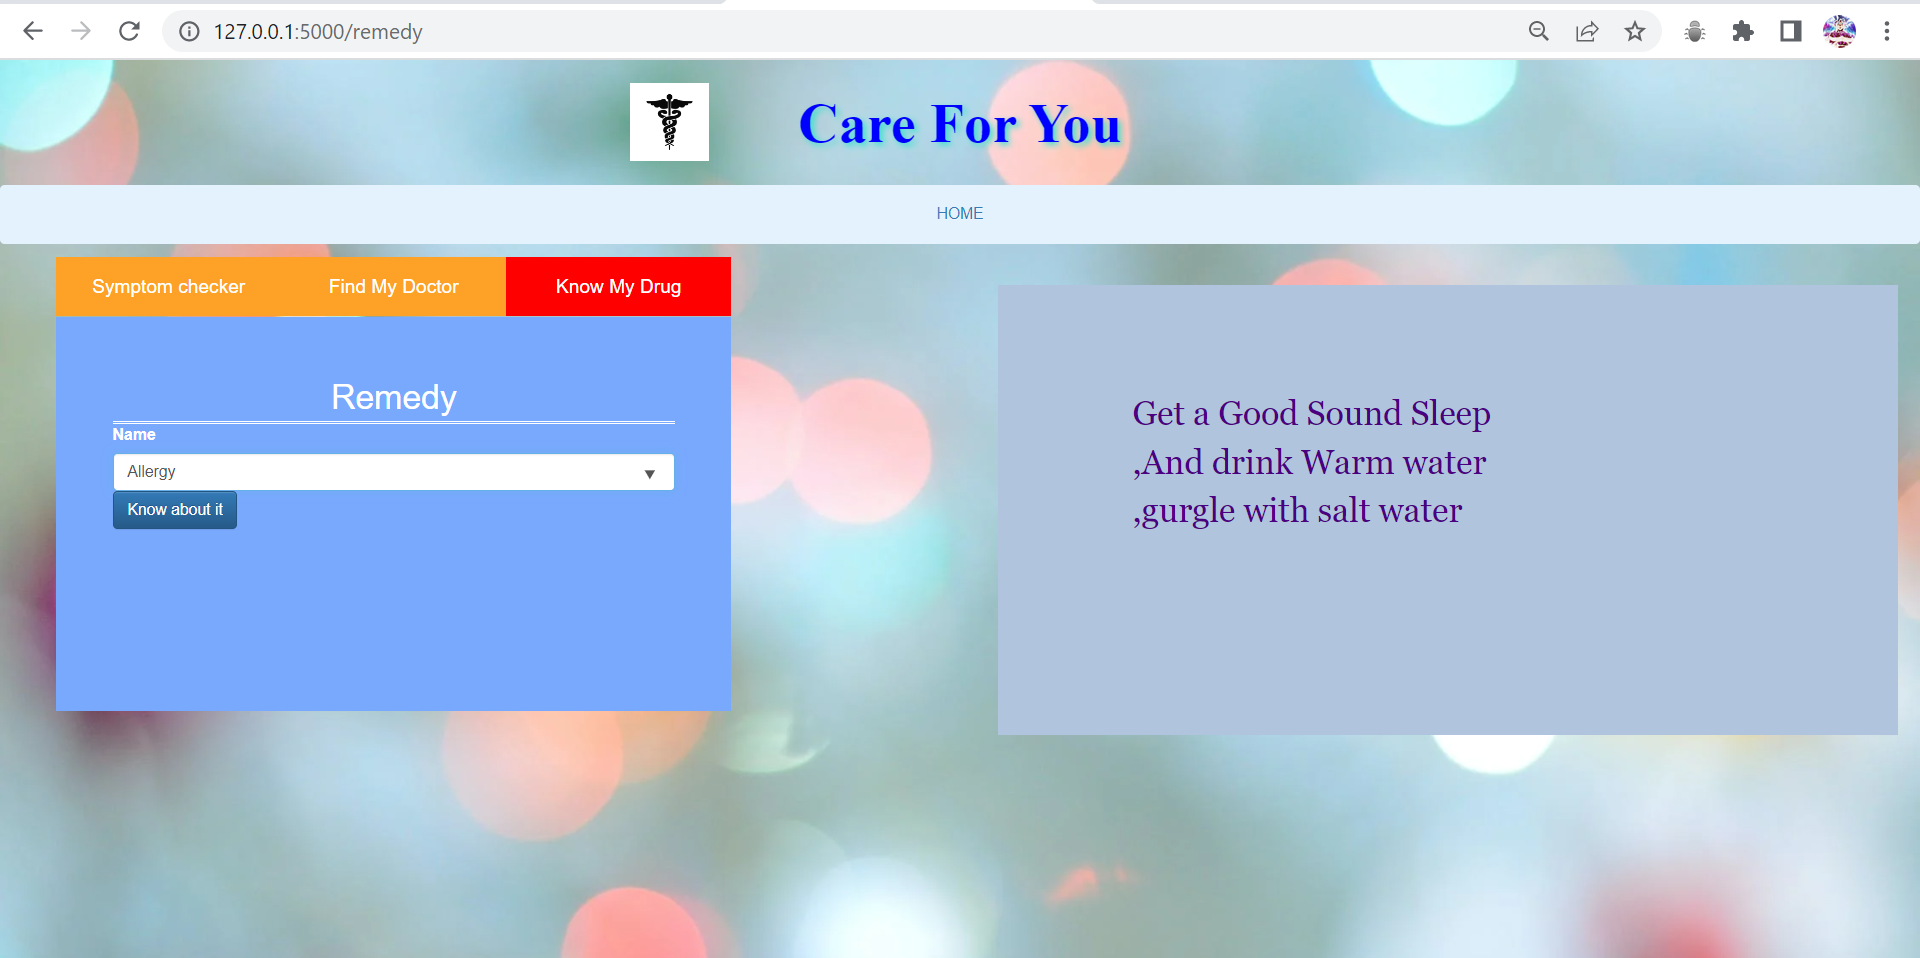 127.0.0.1:5000/remedy
Care For You
HOME
Symptom checker
Find My Doctor
Know My Drug
Remedy
Name
Allergy
Know about it
Get a Good Sound Sleep
,And drink Warm water
,gurgle with salt water